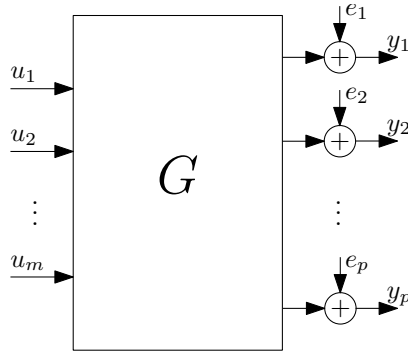 e₁
y₁
u₁
e₂
u₂
y₂
G
⋮
⋮
uₘ
eₚ
yₚ